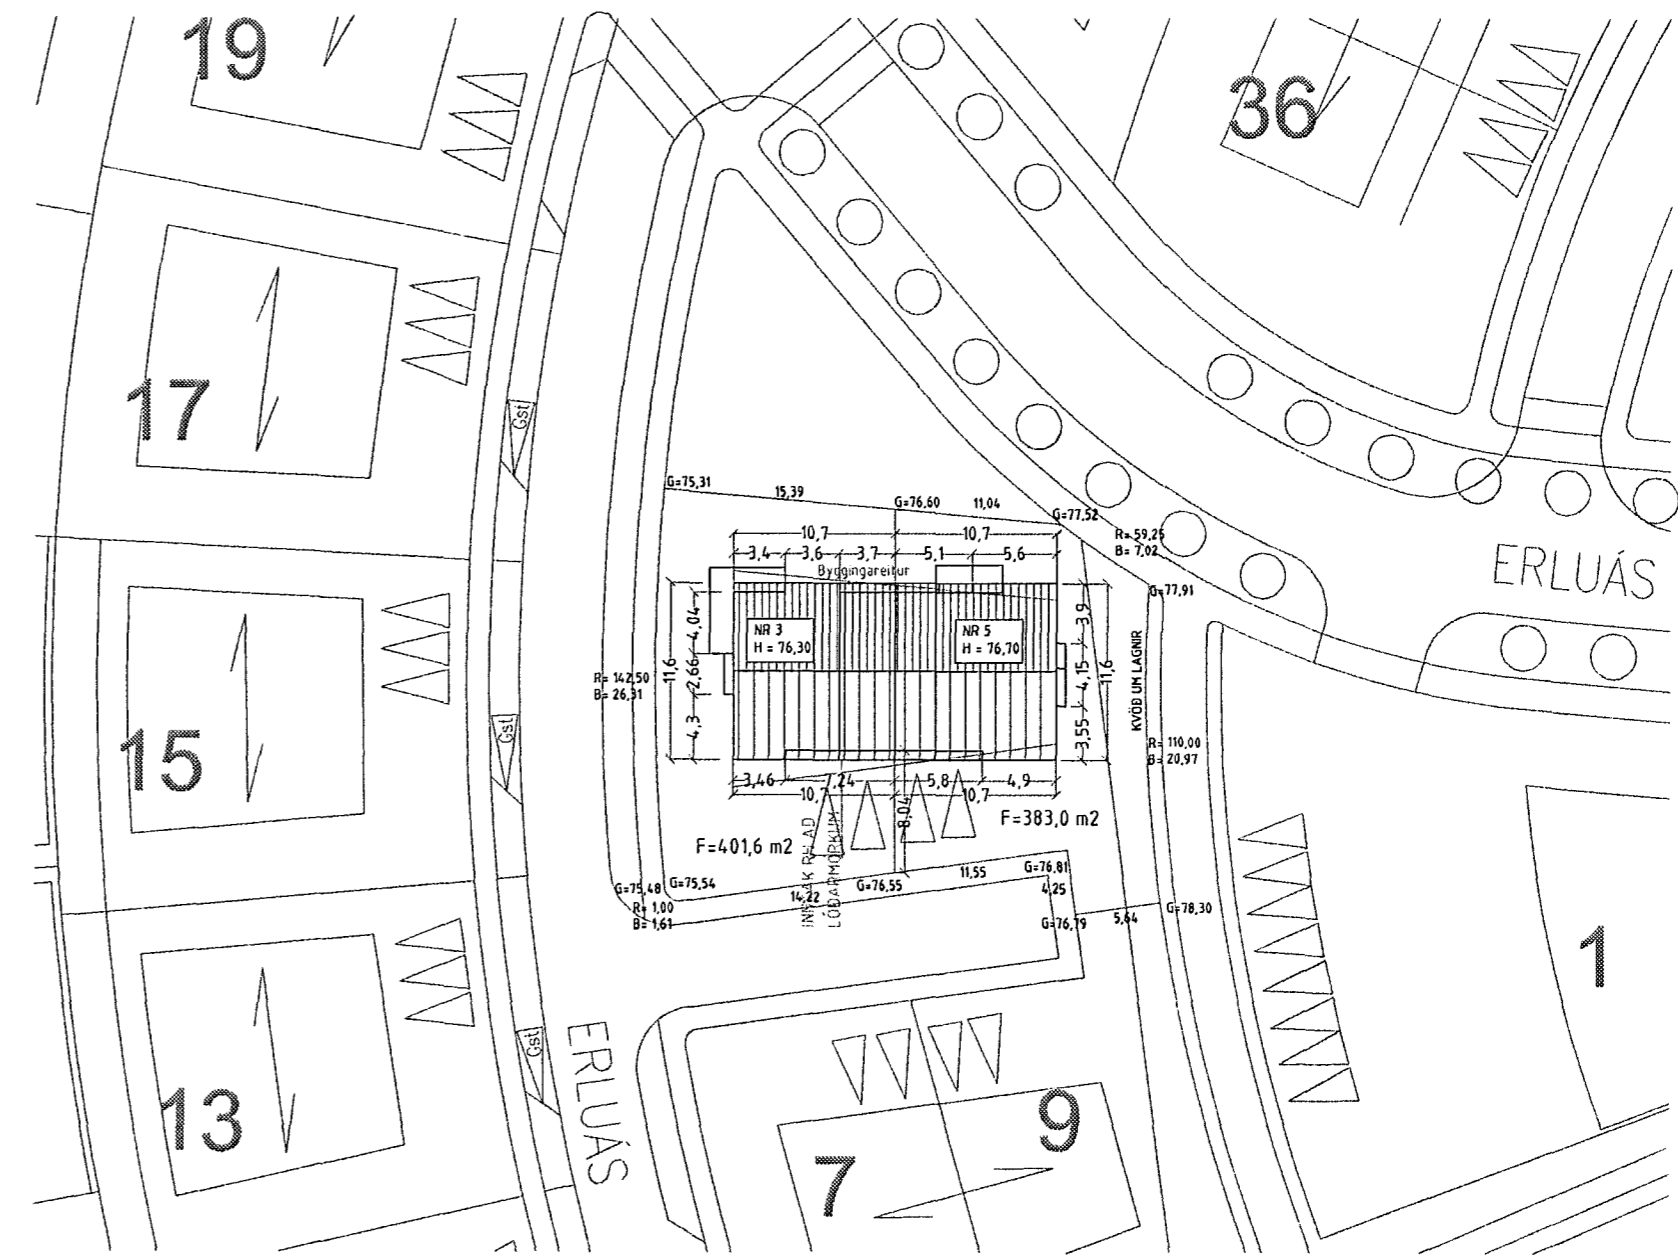 19
36
17
Gst
G=75,31
15,39
G=76,60
11,04
G=77,52
10,7
10,7
R= 59,25
B= 7,02
3,4
3,6
3,7
5,1
5,6
Byggingareitur
ERLUÁS
G=77,91
NR 3
H = 76,30
NR 5
H = 76,70
4,04
2,66
4,3
11,6
3,9
4,15
3,55
11,6
KVÖÐ UM LAGNIR
R= 142,50
B= 26,31
15
Gst
R= 110,00
B= 20,97
3,46
7,24
5,8
4,9
10,7
10,7
8,04
F=401,6 m2
F=383,0 m2
LÓÐARMÖRKUM
G=75,48
G=75,54
R= 1,00
B= 1,61
14,22
G=76,55
11,55
G=76,81
4,25
G=76,79
5,64
G=78,30
1
13
Gst
ERLUÁS
7
9